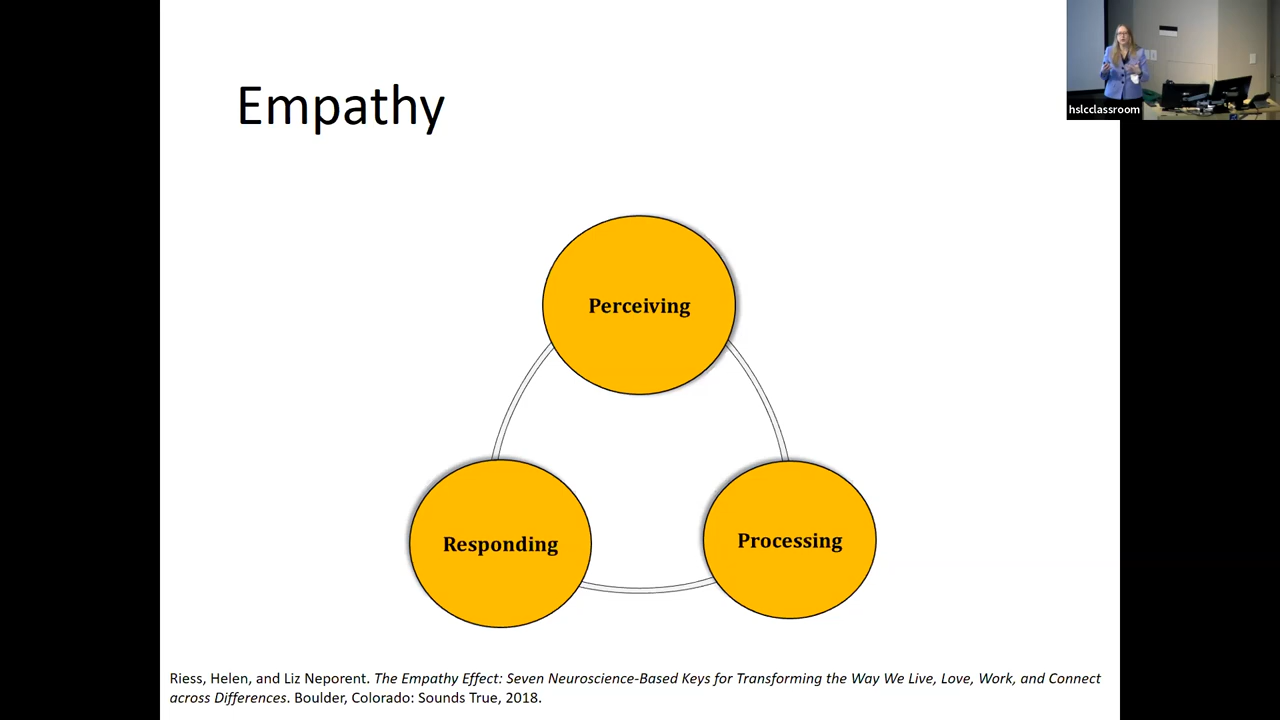 hslcclassroom
Empathy
Perceiving
Responding
Processing
Riess, Helen, and Liz Neporent. The Empathy Effect: Seven Neuroscience-Based Keys for Transforming the Way We Live, Love, Work, and Connect
across Differences. Boulder, Colorado: Sounds True, 2018.